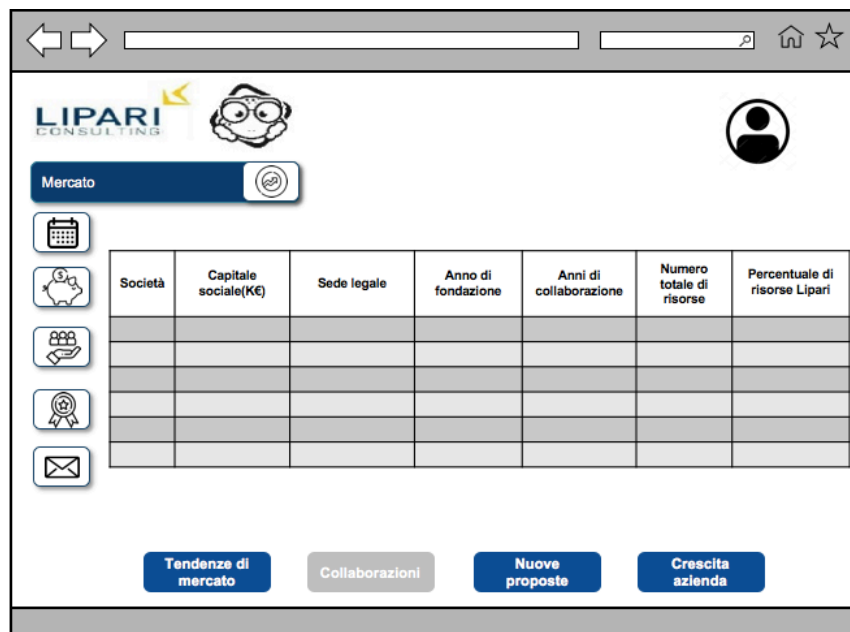 LIPARI
CONSULTING
Mercato
Società
Capitale
sociale(K€)
Sede legale
Anno di
fondazione
Anni di
collaborazione
Numero
totale di
risorse
Percentuale di
risorse Lipari
Tendenze di
mercato
Collaborazioni
Nuove
proposte
Crescita
azienda